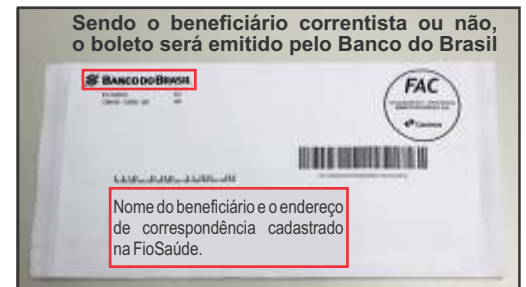 Sendo o beneficiário correntista ou não,
o boleto será emitido pelo Banco do Brasil
BANCO DO BRASIL
FAC
Correios
Nome do beneficiário e o endereço
de correspondência cadastrado
na FioSaúde.